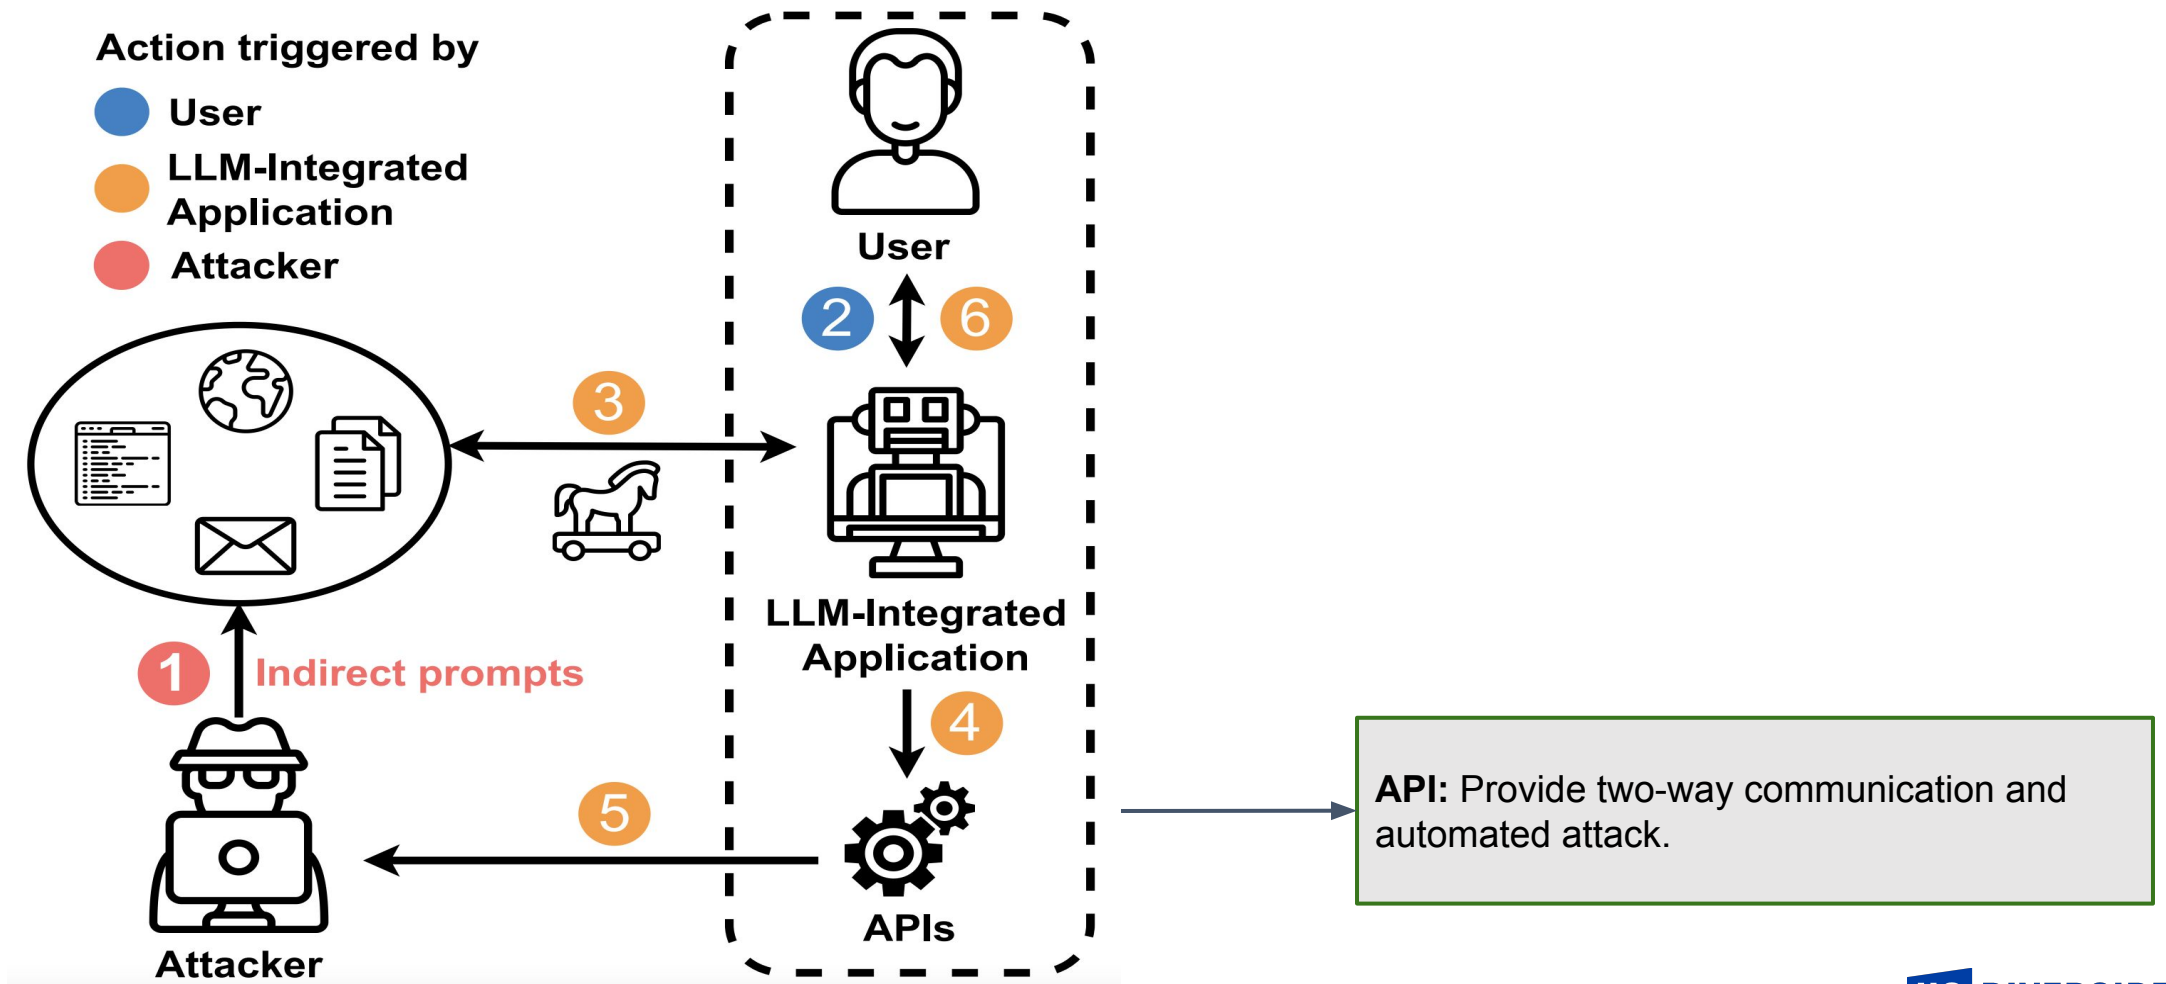 Action triggered by
User
LLM-Integrated
Application
Attacker
User
2
6
3
LLM-Integrated
Application
1
Indirect prompts
4
5
APIs
Attacker
API: Provide two-way communication and
automated attack.